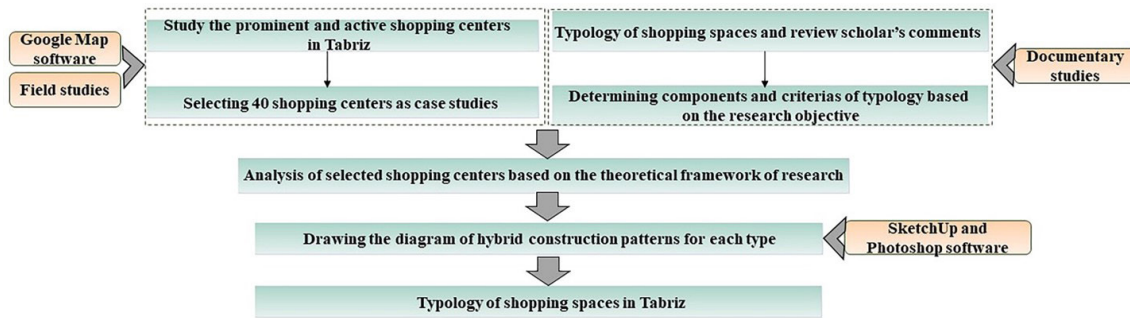 Google Map
software
Field studies
Study the prominent and active shopping centers
in Tabriz
Selecting 40 shopping centers as case studies
Typology of shopping spaces and review scholar's comments
Determining components and criterias of typology based
on the research objective
Documentary
studies
Analysis of selected shopping centers based on the theoretical framework of research
Drawing the diagram of hybrid construction patterns for each type
SketchUp and
Photoshop software
Typology of shopping spaces in Tabriz